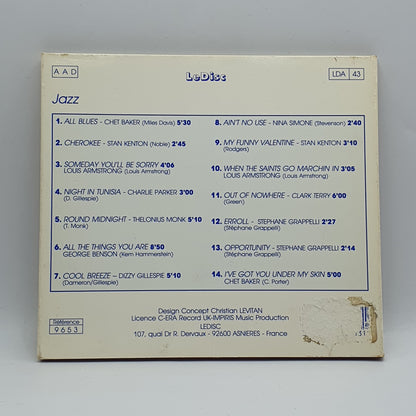 AAD
LeDisc
LDA 43
Jazz
1. ALL BLUES - CHET BAKER (Miles Davis) 5'30
2. CHEROKEE - STAN KENTON (Noble) 2'45
3. SOMEDAY YOU'LL BE SORRY 4'06
LOUIS ARMSTRONG (Louis Armstrong)
4. NIGHT IN TUNISIA - CHARLIE PARKER 3'00
(D. Gillespie)
5. ROUND MIDNIGHT - THELONIUS MONK 5'10
(T. Monk)
6. ALL THE THINGS YOU ARE 8'50
GEORGE BENSON (Kern Hammerstein)
7. COOL BREEZE - DIZZY GILLESPIE 5'10
(Dameron/Gillespie)
8. AIN'T NO USE - NINA SIMONE (Stevenson) 2'40
9. MY FUNNY VALENTINE - STAN KENTON 3'10
(Rodgers)
10. WHEN THE SAINTS GO MARCHIN IN 3'05
LOUIS ARMSTRONG (Louis Armstrong)
11. OUT OF NOWHERE - CLARK TERRY 6'00
(Green)
12. ERROLL - STEPHANE GRAPPELLI 2'27
(Stéphane Grappelli)
13. OPPORTUNITY - STEPHANE GRAPPELLI 2'14
(Stéphane Grappelli)
14. I'VE GOT YOU UNDER MY SKIN 5'00
CHET BAKER (C. Porter)
Référence
9653
Design Concept Christian LEVITAN
Licence C-ERA Record UK-IMPIRIS Music Production
LEDISC
107, quai Dr R. Dervaux - 92600 ASNIERES - France